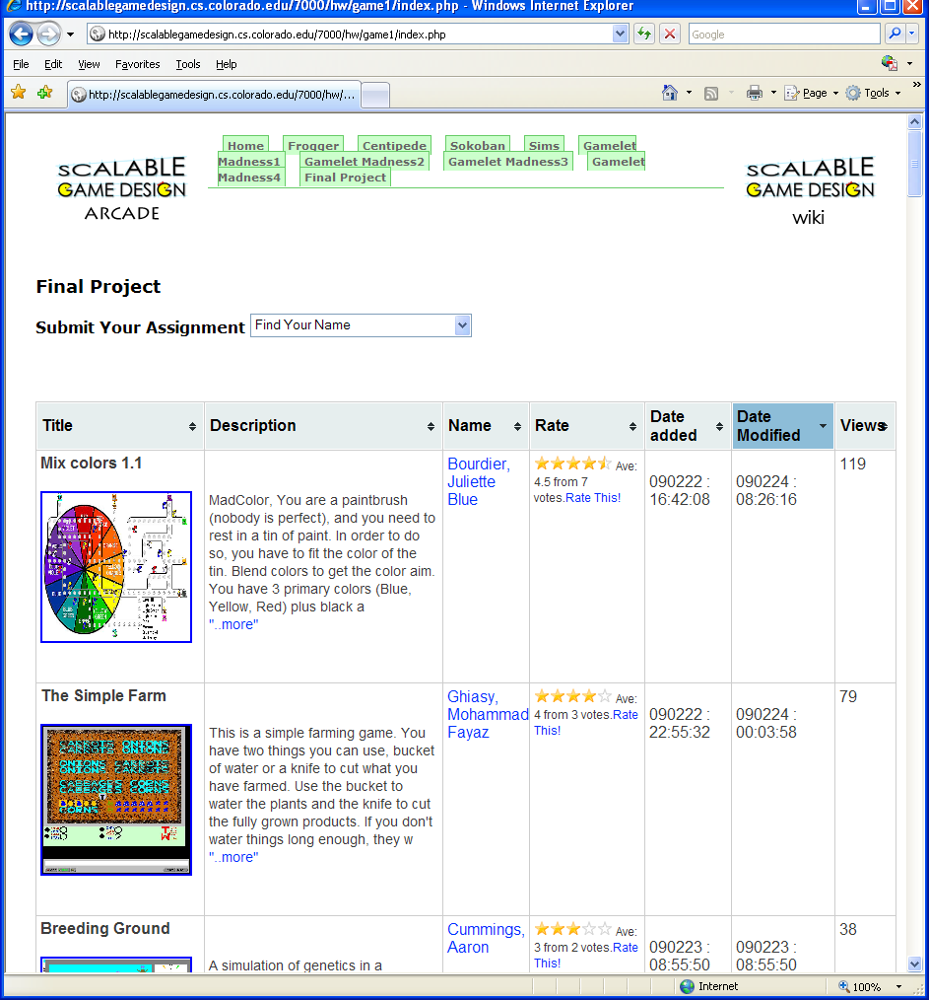 http://scalablegamedesign.cs.colorado.edu/7000/hw/game1/index.php - Windows Internet Explorer
http://scalablegamedesign.cs.colorado.edu/7000/hw/game1/index.php
Google
File Edit View Favorites Tools Help
http://scalablegamedesign.cs.colorado.edu/7000/hw/...
Page Tools »
SCALABLE
GAME DESIGN
ARCADE
Home Frogger Centipede Sokoban Sims Gamelet
Madness1 Gamelet Madness2 Gamelet Madness3 Gamelet
Madness4 Final Project
SCALABLE
GAME DESIGN
wiki
Final Project
Submit Your Assignment Find Your Name
Title Description Name Rate Date added Date Modified Views
Mix colors 1.1
MadColor, You are a paintbrush
(nobody is perfect), and you need to
rest in a tin of paint. In order to do
so, you have to fit the color of the
tin. Blend colors to get the color aim.
You have 3 primary colors (Blue,
Yellow, Red) plus black a
"..more"
Bourdier,
Juliette
Blue
Ave:
4.5 from 7
votes.Rate This!
090222 :
16:42:08
090224 :
08:26:16
119
The Simple Farm
This is a simple farming game. You
have two things you can use, bucket
of water or a knife to cut what you
have farmed. Use the bucket to
water the plants and the knife to cut
the fully grown products. If you don't
water things long enough, they w
"..more"
Ghiasy,
Mohammad
Fayaz
Ave:
4 from 3 votes.Rate
This!
090222 :
22:55:32
090224 :
00:03:58
79
Breeding Ground
A simulation of genetics in a
Cummings,
Aaron
Ave:
3 from 2 votes.Rate
This!
090223 :
08:55:50
090223 :
08:55:50
38
Internet 100%